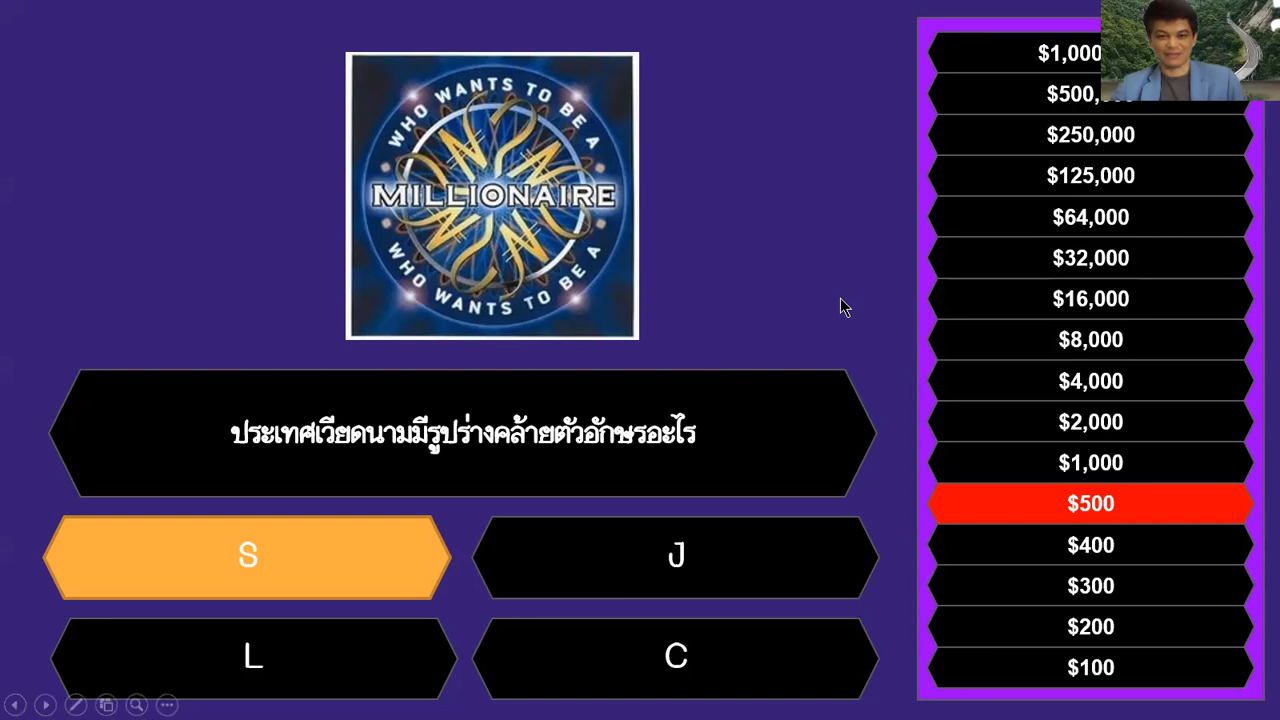 WHO WANTS TO BE A
MILLIONAIRE
WHO WANTS TO BE A
ประเทศเวียดนามมีรูปร่างคล้ายตัวอักษรอะไร
S
J
L
C
$1,000
$500,
$250,000
$125,000
$64,000
$32,000
$16,000
$8,000
$4,000
$2,000
$1,000
$500
$400
$300
$200
$100